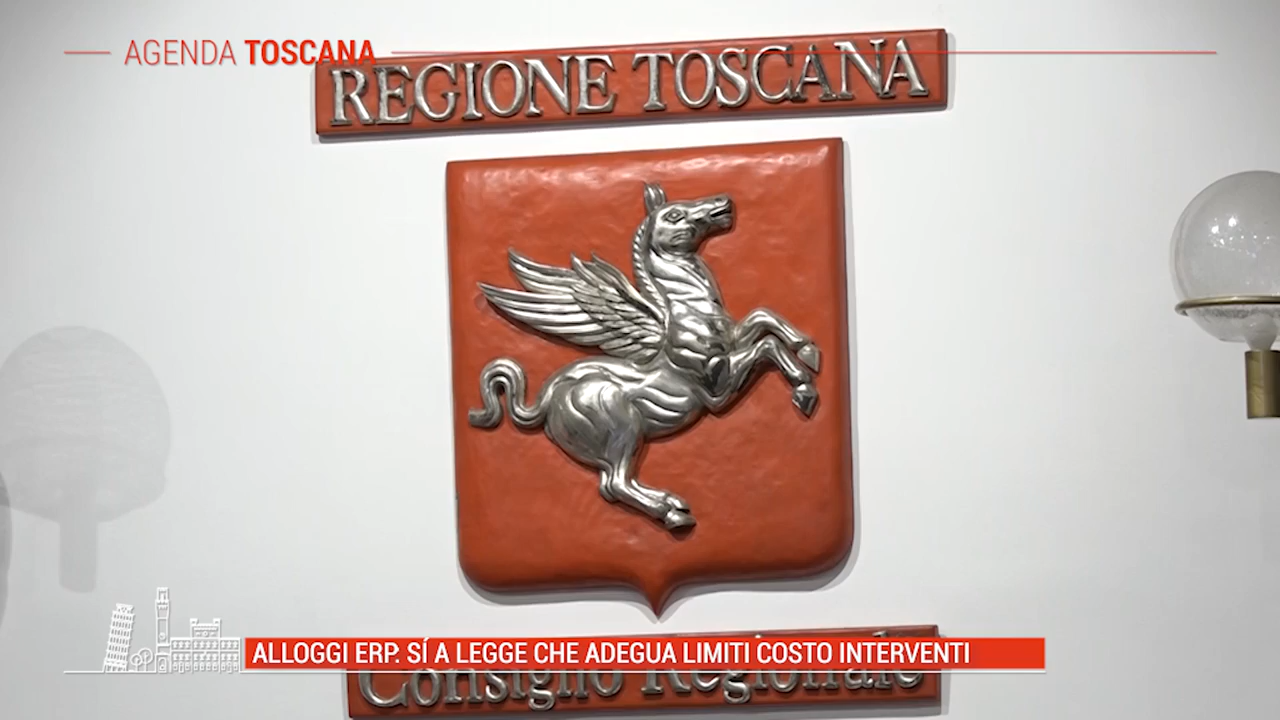 AGENDA TOSCANA
REGIONE TOSCANA
ALLOGGI ERP. SÍ A LEGGE CHE ADEGUA LIMITI COSTO INTERVENTI
Consiglio Regionale